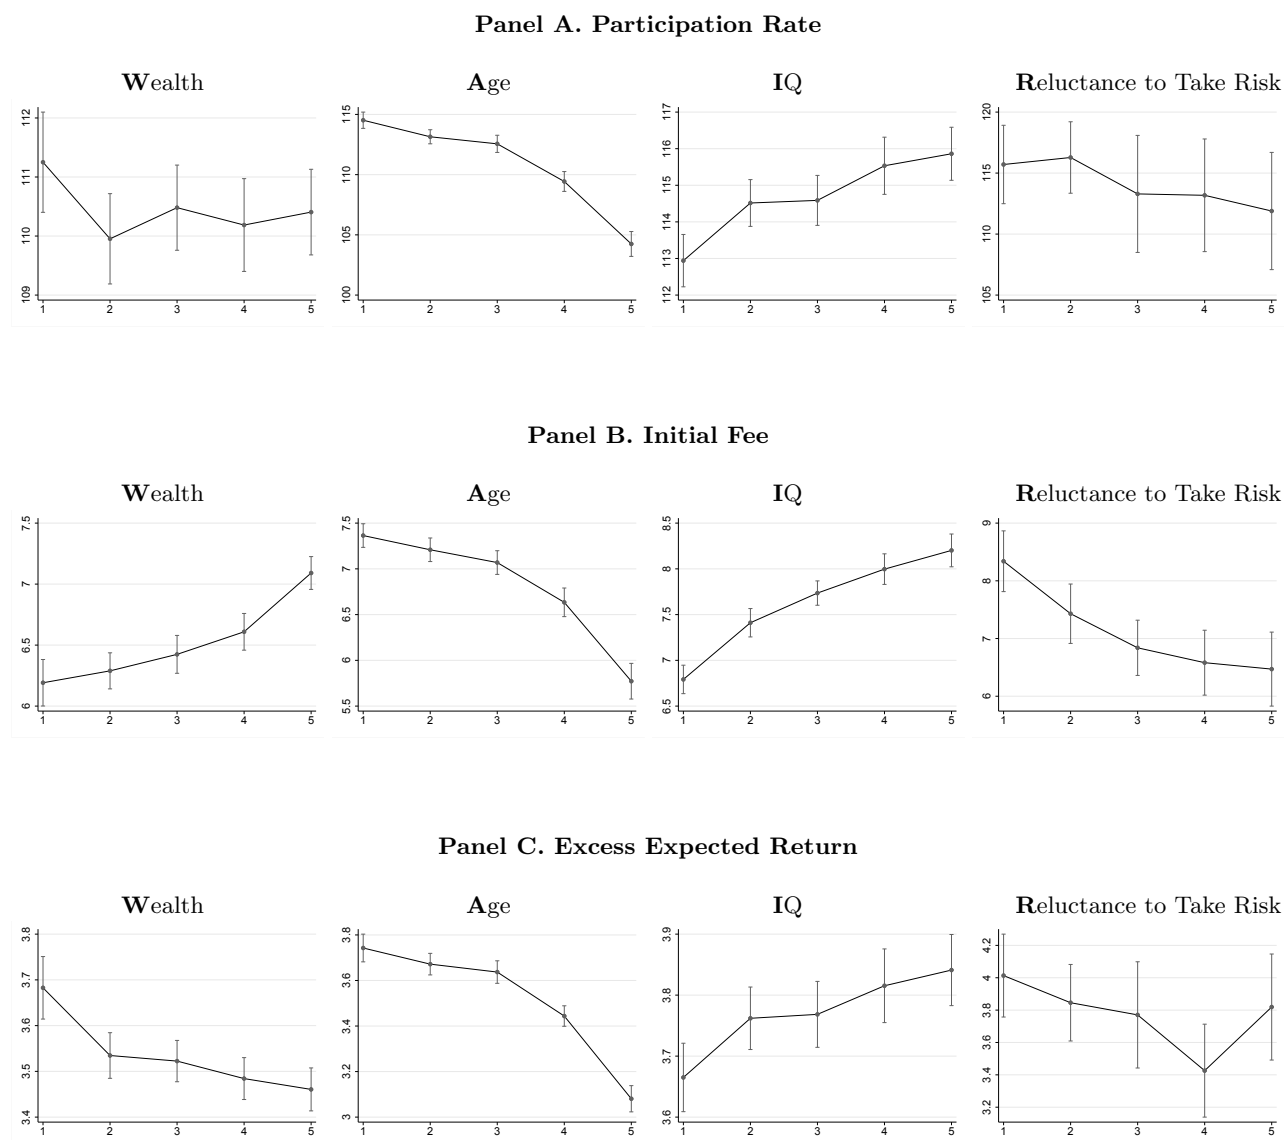 Panel A. Participation Rate
Wealth Age IQ Reluctance to Take Risk
112 115 117 120
111 110 116 115
110 105 115 110
109 100 114 105
113
112
1 2 3 4 5 1 2 3 4 5 1 2 3 4 5 1 2 3 4 5
Panel B. Initial Fee
Wealth Age IQ Reluctance to Take Risk
7.5 7.5 8.5 9
7 7 8 8
6.5 6.5 7.5 7
6 6 7 6
5.5 6.5
1 2 3 4 5 1 2 3 4 5 1 2 3 4 5 1 2 3 4 5
Panel C. Excess Expected Return
Wealth Age IQ Reluctance to Take Risk
3.8 3.8 3.9 4.2
3.7 3.6 3.8 4
3.6 3.4 3.7 3.8
3.5 3.2 3.6 3.6
3.4 3 3.4
3.2
1 2 3 4 5 1 2 3 4 5 1 2 3 4 5 1 2 3 4 5